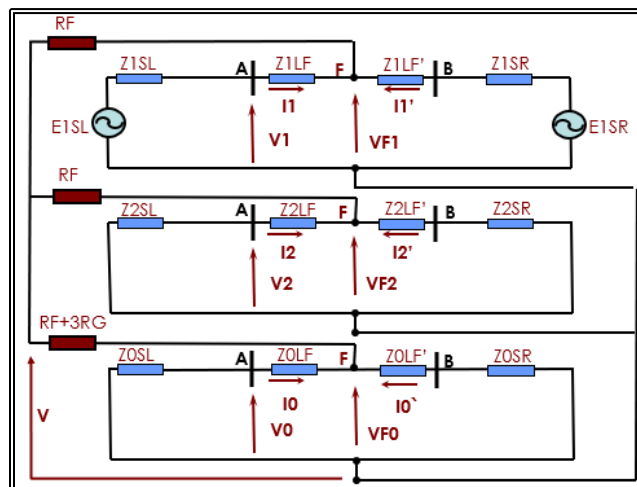 RF
Z1SL A Z1LF F Z1LF' B Z1SR
E1SL I1 I1' E1SR
V1 VF1
RF
Z2SL A Z2LF F Z2LF' B Z2SR
I2 I2'
V2 VF2
RF+3RG
Z0SL A Z0LF F Z0LF' B Z0SR
I0 I0`
V V0 VF0